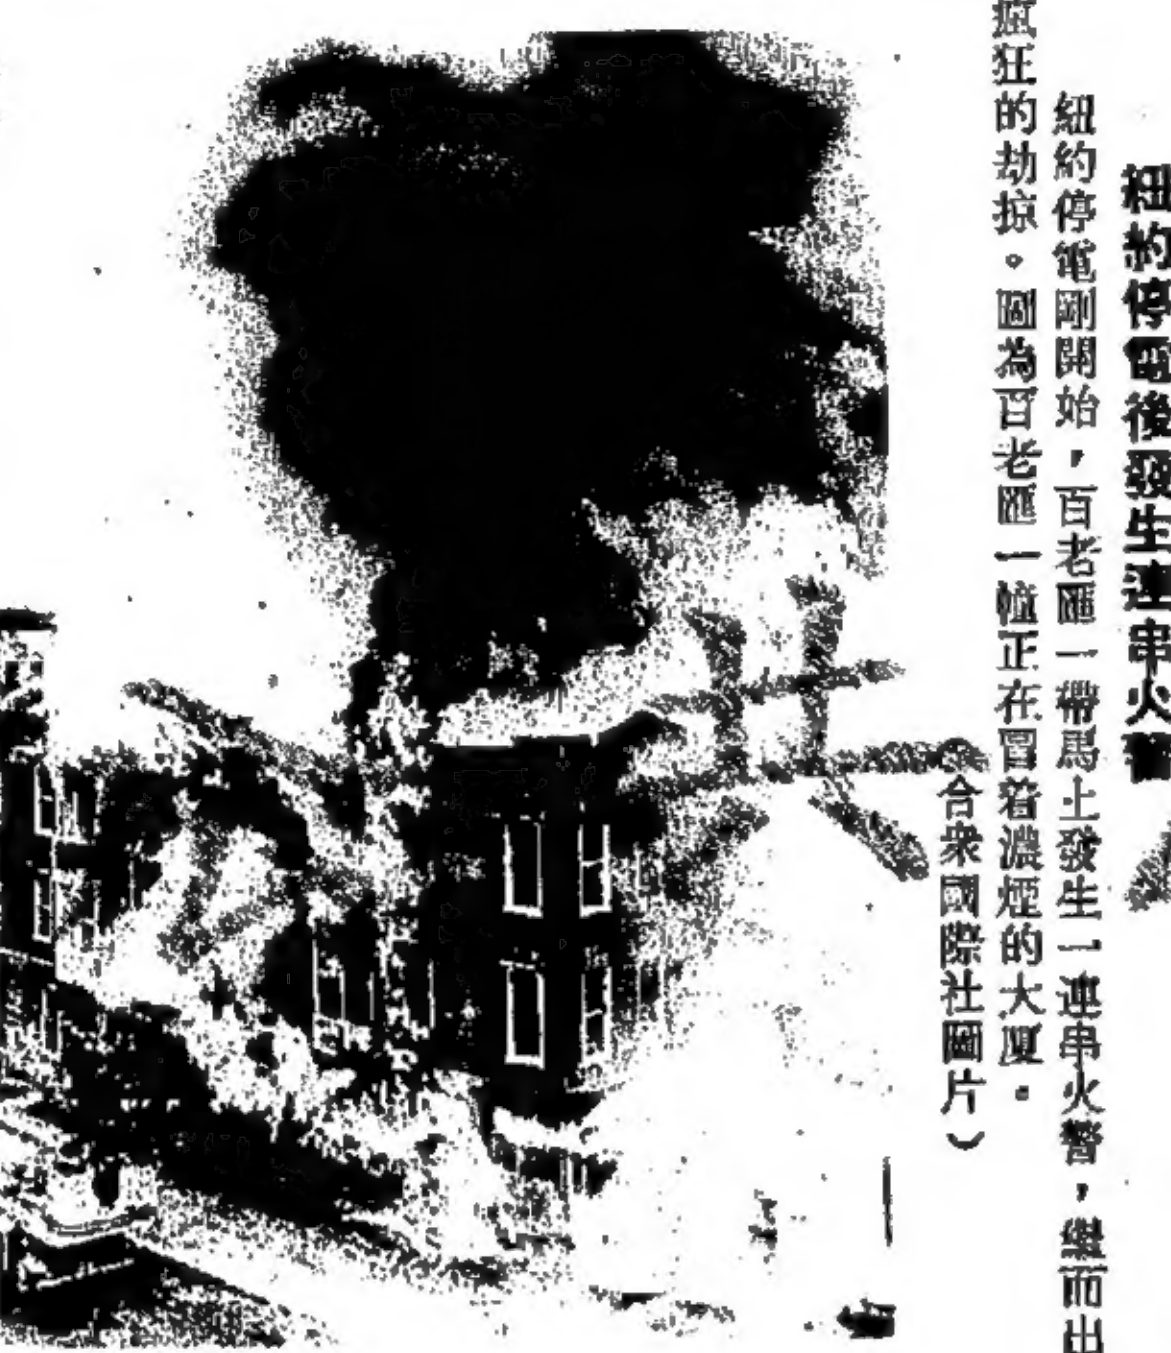 紐約停電後發生連串火警
紐約停電剛開始，百老匯一帶馬上發生一連串火警，繼而出
瘋狂的劫掠。圖為百老匯一幢正在冒着濃煙的大厦。
合衆國際社圖片）